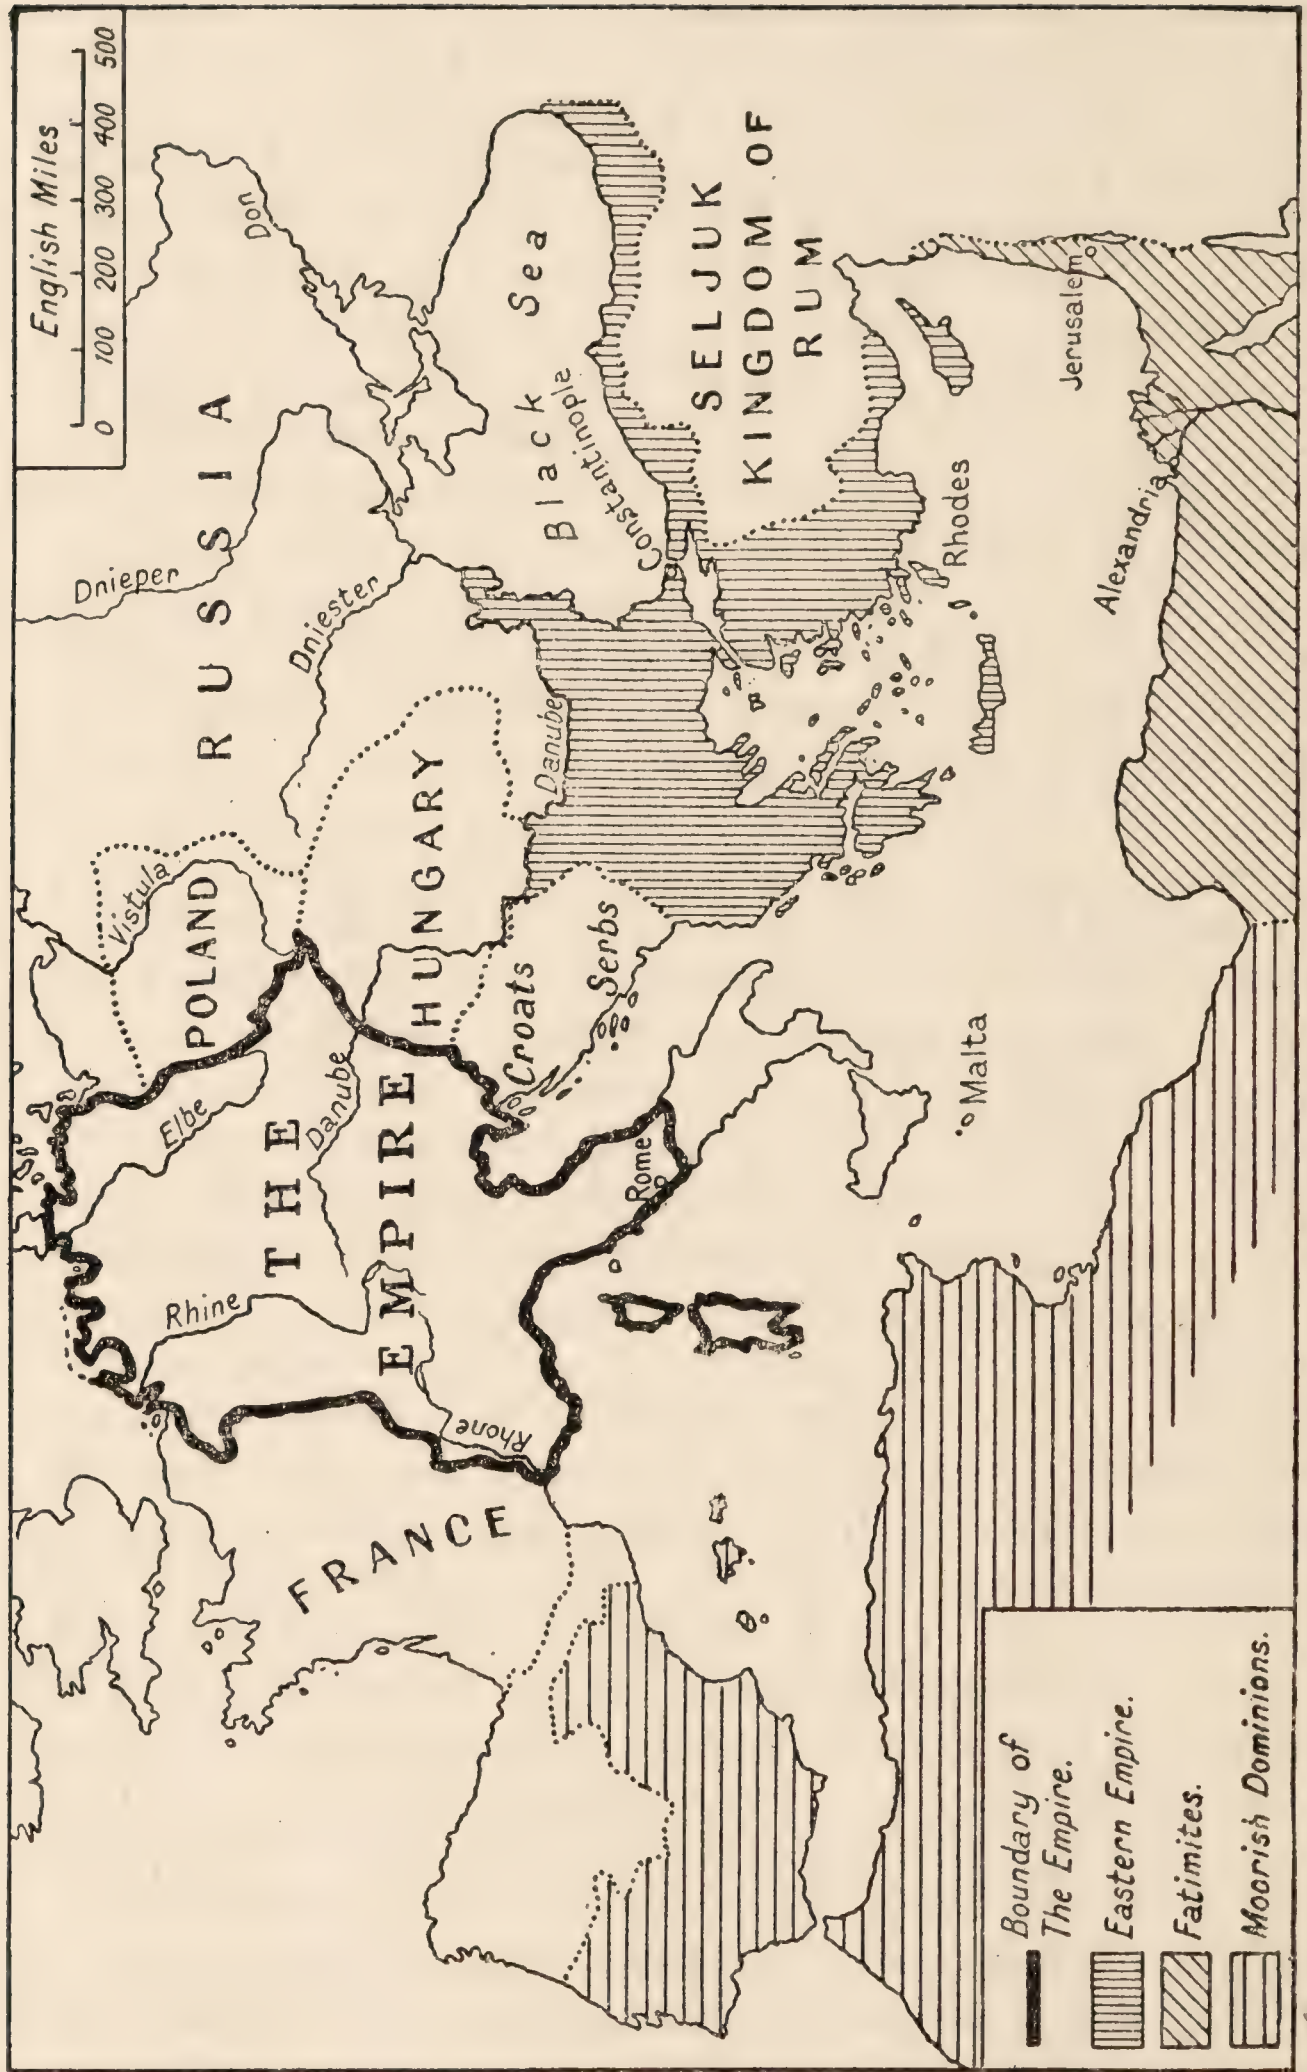 English Miles
0 100 200 300 400 500
RUSSIA
Dnieper
Don
Dniester
Vistula
POLAND
Elbe
THE
EMPIRE
Rhine
Danube
HUNGARY
Danube
Black Sea
Constantinople
SELJUK
KINGDOM OF
RUM
Croats
Serbs
FRANCE
Rhone
Rome
Rhodes
Malta
Jerusalem
Alexandria
Boundary of
The Empire.
Eastern Empire.
Fatimites.
Moorish Dominions.